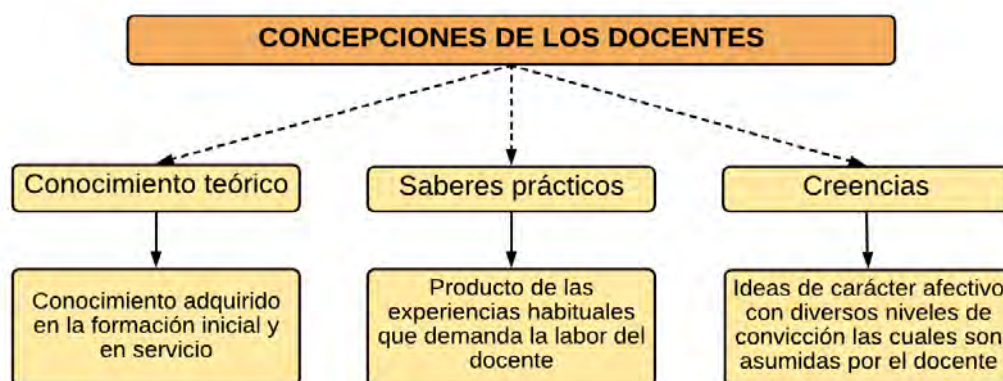 CONCEPCIONES DE LOS DOCENTES
Conocimiento teórico
Saberes prácticos
Creencias
Conocimiento adquirido
en la formación inicial y
en servicio
Producto de las
experiencias habituales
que demanda la labor del
docente
Ideas de carácter afectivo
con diversos niveles de
convicción las cuales son
asumidas por el docente